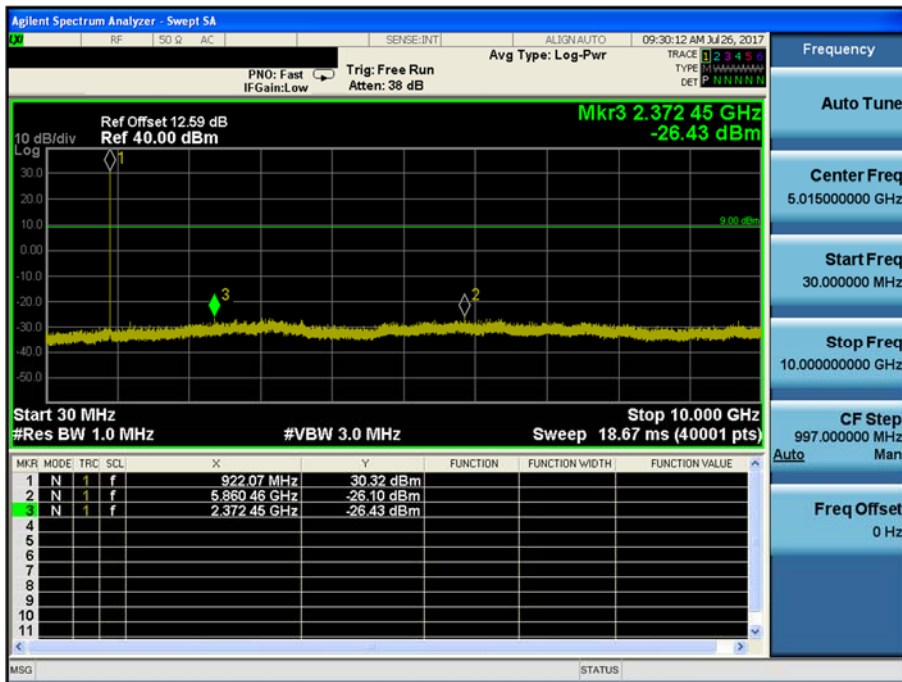 Agilent Spectrum Analyzer - Swept SA
LXI RF 50 Ω AC SENSE:INT ALIGN AUTO 09:30:12 AM Jul 26, 2017
Avg Type: Log-Pwr
TRACE 1 2 3 4 5 6
PNO: Fast Trig: Free Run TYPE M W W W W W
IFGain:Low Atten: 38 dB DET P N N N N N
Mkr3 2.372 45 GHz
-26.43 dBm
Ref Offset 12.59 dB
10 dB/div Ref 40.00 dBm
Log
1
30.0
20.0
10.0
9.00 dBm
0.00
-10.0
3
2
-20.0
-30.0
-40.0
-50.0
Start 30 MHz Stop 10.000 GHz
#Res BW 1.0 MHz #VBW 3.0 MHz Sweep 18.67 ms (40001 pts)
MKR MODE TRC SCL X Y FUNCTION FUNCTION WIDTH FUNCTION VALUE
1 N 1 f 922.07 MHz 30.32 dBm
2 N 1 f 5.860 46 GHz -26.10 dBm
3 N 1 f 2.372 45 GHz -26.43 dBm
4
5
6
7
8
9
10
11
MSG STATUS
Frequency
Auto Tune
Center Freq
5.015000000 GHz
Start Freq
30.000000 MHz
Stop Freq
10.000000000 GHz
CF Step
997.000000 MHz
Auto Man
Freq Offset
0 Hz